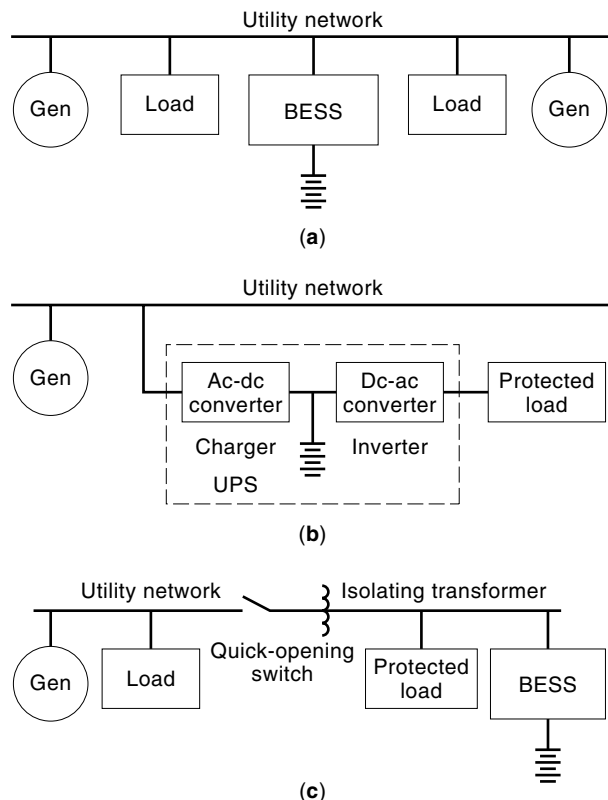 Utility network
Gen
Load
BESS
Load
Gen
(a)
Utility network
Gen
Ac-dc
converter
Dc-ac
converter
Protected
load
Charger
Inverter
UPS
(b)
Utility network
Isolating transformer
Quick-opening
switch
Gen
Load
Protected
load
BESS
(c)